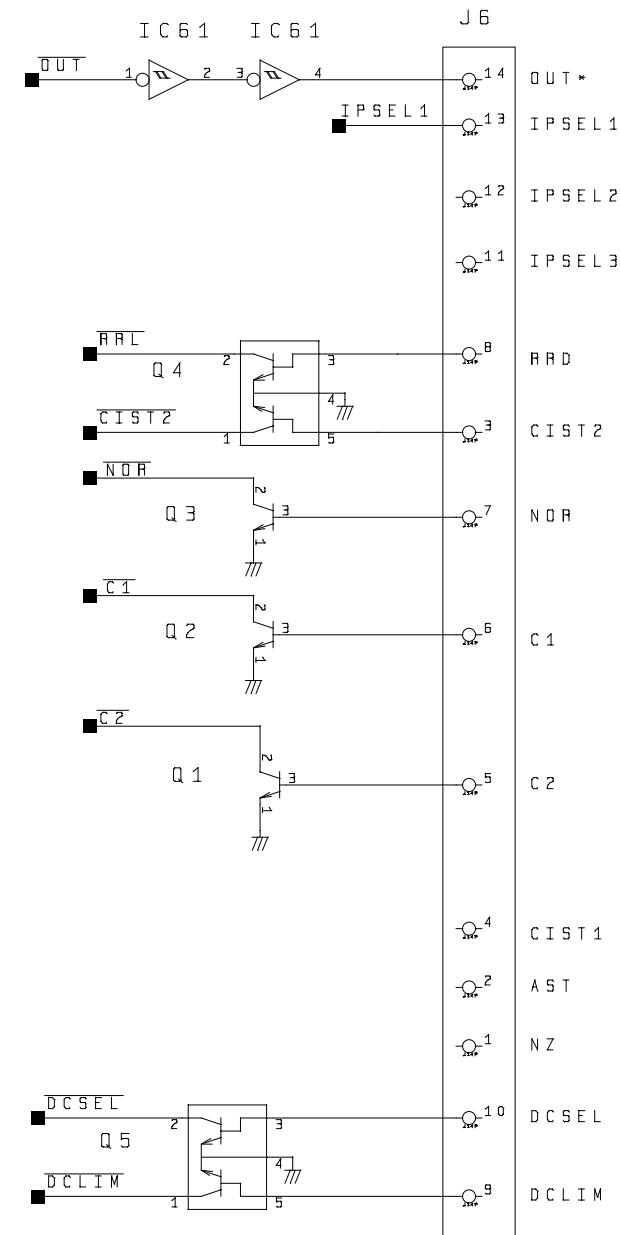 IC61 IC61 J6
OUT 1 2 3 4 14 OUT*
IPSEL1 13 IPSEL1
12 IPSEL2
11 IPSEL3
RRL 2 3 8 RRD
Q4
4
CIST2 1 5 3 CIST2
NOR
2
Q3 3 7 NOR
1
C1
2
Q2 3 6 C1
1
C2
2
Q1 3 5 C2
1
4 CIST1
2 AST
1 NZ
DCSEL 2 3 10 DCSEL
Q5
4
DCLIM 1 5 9 DCLIM